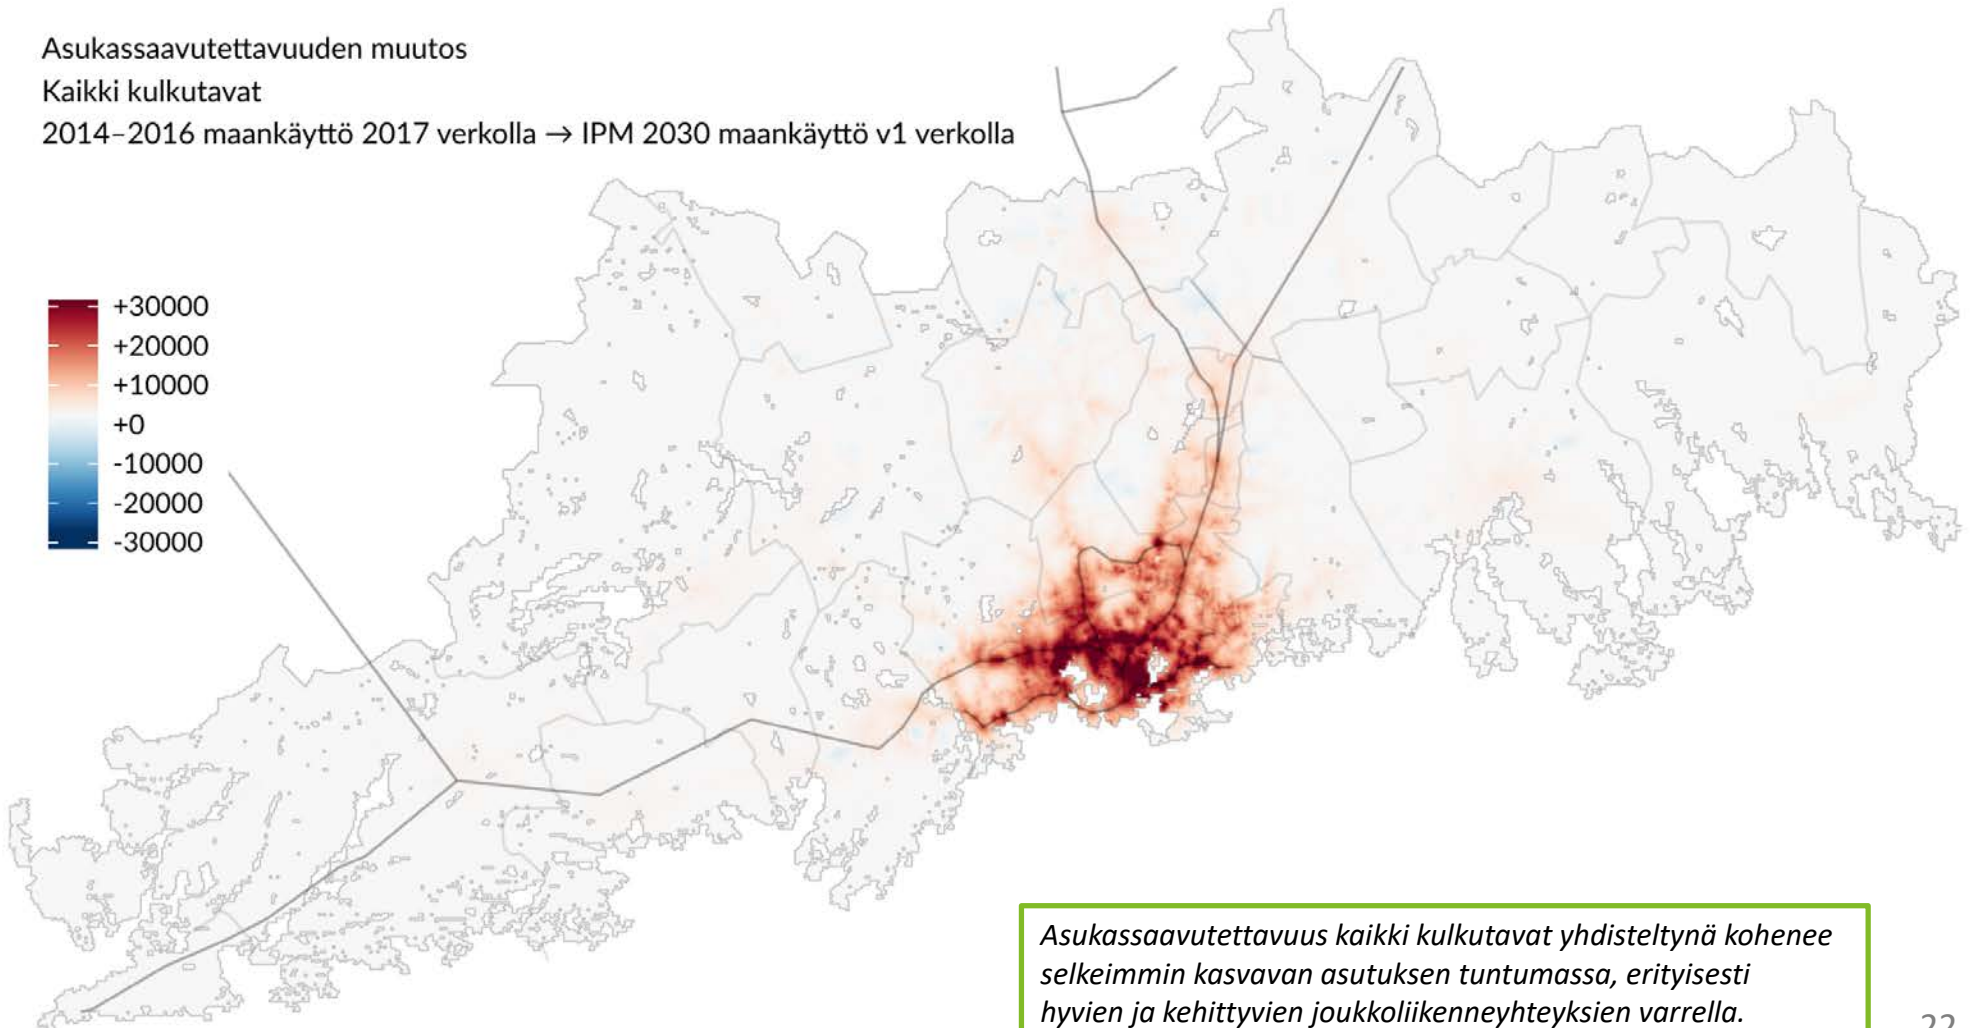 Asukassaavutettavuuden muutos
Kaikki kulkutavat
2014–2016 maankäyttö 2017 verkolla → IPM 2030 maankäyttö v1 verkolla
+30000
+20000
+10000
+0
-10000
-20000
-30000
Asukassaavutettavuus kaikki kulkutavat yhdisteltynä kohenee
selkeimmin kasvavan asutuksen tuntumassa, erityisesti
hyvien ja kehittyvien joukkoliikenneyhteyksien varrella.
22